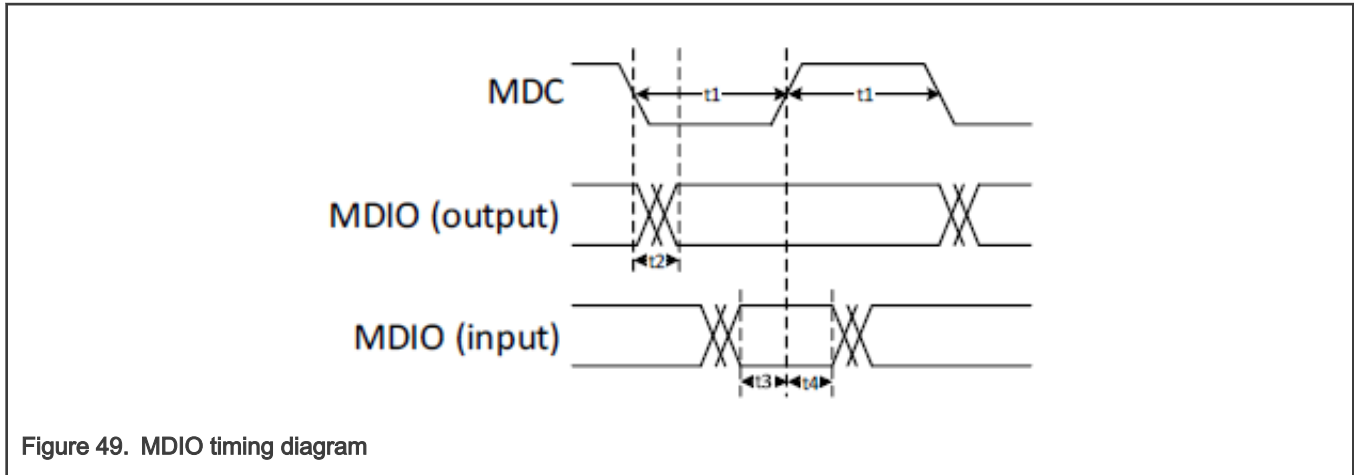 MDC
t1 t1
MDIO (output)
t2
MDIO (input)
t3 t4
Figure 49. MDIO timing diagram